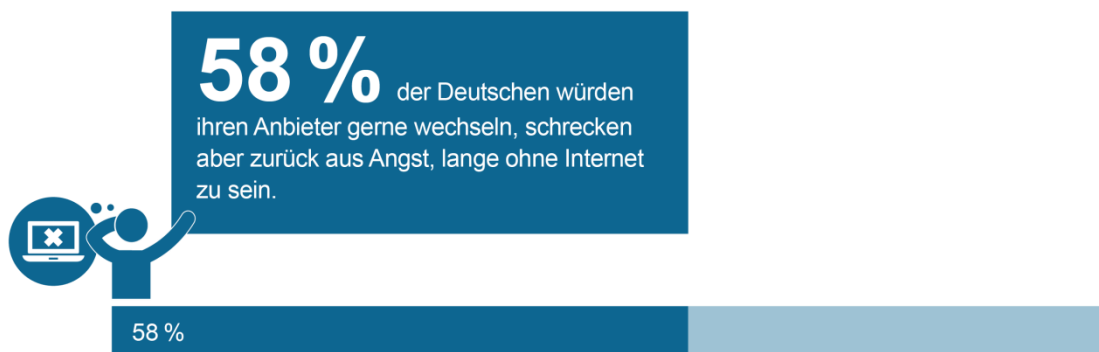 58 % der Deutschen würden
ihren Anbieter gerne wechseln, schrecken
aber zurück aus Angst, lange ohne Internet
zu sein.
58 %